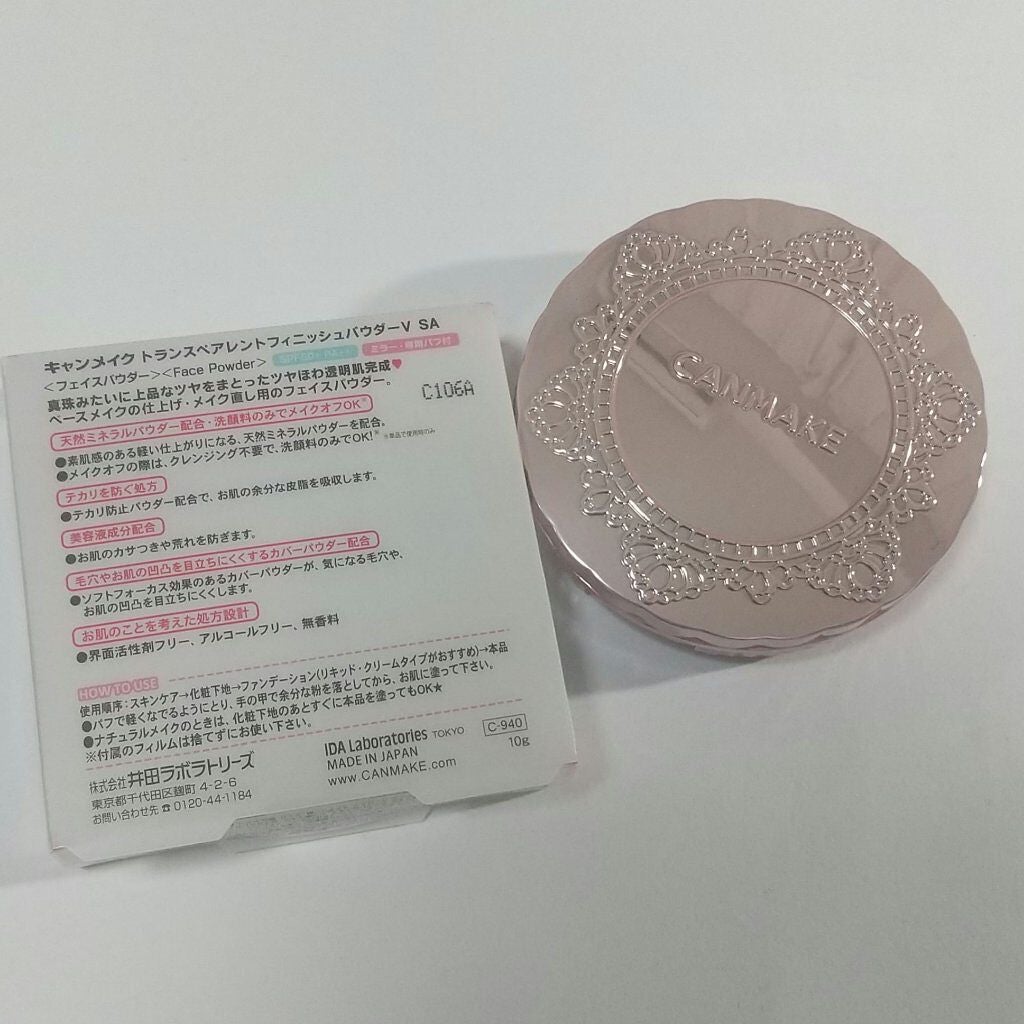 キャンメイク トランスペアレントフィニッシュパウダーV SA
<フェイスパウダー><Face Powder> SPF50+ PA++ ミラー・専用パフ付
真珠みたいに上品なツヤをまとったツヤほわ透明肌完成♥
ベースメイクの仕上げ・メイク直し用のフェイスパウダー。
C106A
天然ミネラルパウダー配合・洗顔料のみでメイクオフOK※
●素肌感のある軽い仕上がりになる、天然ミネラルパウダーを配合。
●メイクオフの際は、クレンジング不要で、洗顔料のみでOK!※ ※単品で使用時のみ
テカリを防ぐ処方
●テカリ防止パウダー配合で、お肌の余分な皮脂を吸収します。
美容液成分配合
●お肌のカサつきや荒れを防ぎます。
毛穴やお肌の凹凸を目立ちにくくするカバーパウダー配合
●ソフトフォーカス効果のあるカバーパウダーが、気になる毛穴や、
お肌の凹凸を目立ちにくくします。
お肌のことを考えた処方設計
●界面活性剤フリー、アルコールフリー、無香料
HOW TO USE
使用順序:スキンケア→化粧下地→ファンデーション(リキッド・クリームタイプがおすすめ)→本品
●パフで軽くなでるようにとり、手の甲で余分な粉を落としてから、お肌に塗って下さい。
●ナチュラルメイクのときは、化粧下地のあとすぐに本品を塗ってもOK★
※付属のフィルムは捨てずにお使い下さい。
株式会社 井田ラボラトリーズ
東京都千代田区麹町 4-2-6
お問い合わせ先 ☎ 0120-44-1184
IDA Laboratories TOKYO
MADE IN JAPAN
www.CANMAKE.com
C-940
10g
CANMAKE